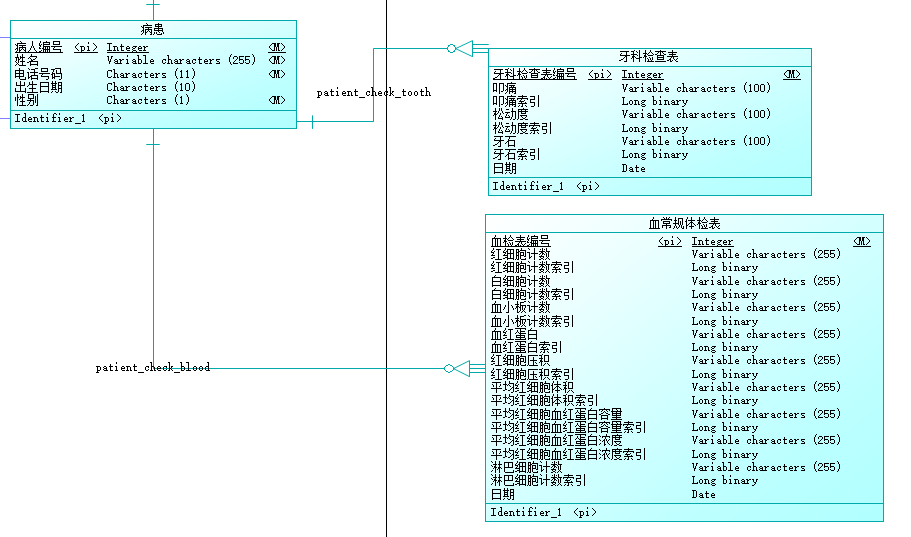 病患
病人编号 <pi> Integer <M>
姓名 Variable characters (255) <M>
电话号码 Characters (11) <M>
出生日期 Characters (10)
性别 Characters (1) <M>
Identifier_1 <pi>
patient_check_tooth
牙科检查表
牙科检查表编号 <pi> Integer <M>
叩痛 Variable characters (100)
叩痛索引 Long binary
松动度 Variable characters (100)
松动度索引 Long binary
牙石 Variable characters (100)
牙石索引 Long binary
日期 Date
Identifier_1 <pi>
patient_check_blood
血常规体检表
血检表编号 <pi> Integer <M>
红细胞计数 Variable characters (255)
红细胞计数索引 Long binary
白细胞计数 Variable characters (255)
白细胞计数索引 Long binary
血小板计数 Variable characters (255)
血小板计数索引 Long binary
血红蛋白 Variable characters (255)
血红蛋白索引 Long binary
红细胞压积 Variable characters (255)
红细胞压积索引 Long binary
平均红细胞体积 Variable characters (255)
平均红细胞体积索引 Long binary
平均红细胞血红蛋白容量 Variable characters (255)
平均红细胞血红蛋白容量索引 Long binary
平均红细胞血红蛋白浓度 Variable characters (255)
平均红细胞血红蛋白浓度索引 Long binary
淋巴细胞计数 Variable characters (255)
淋巴细胞计数索引 Long binary
日期 Date
Identifier_1 <pi>